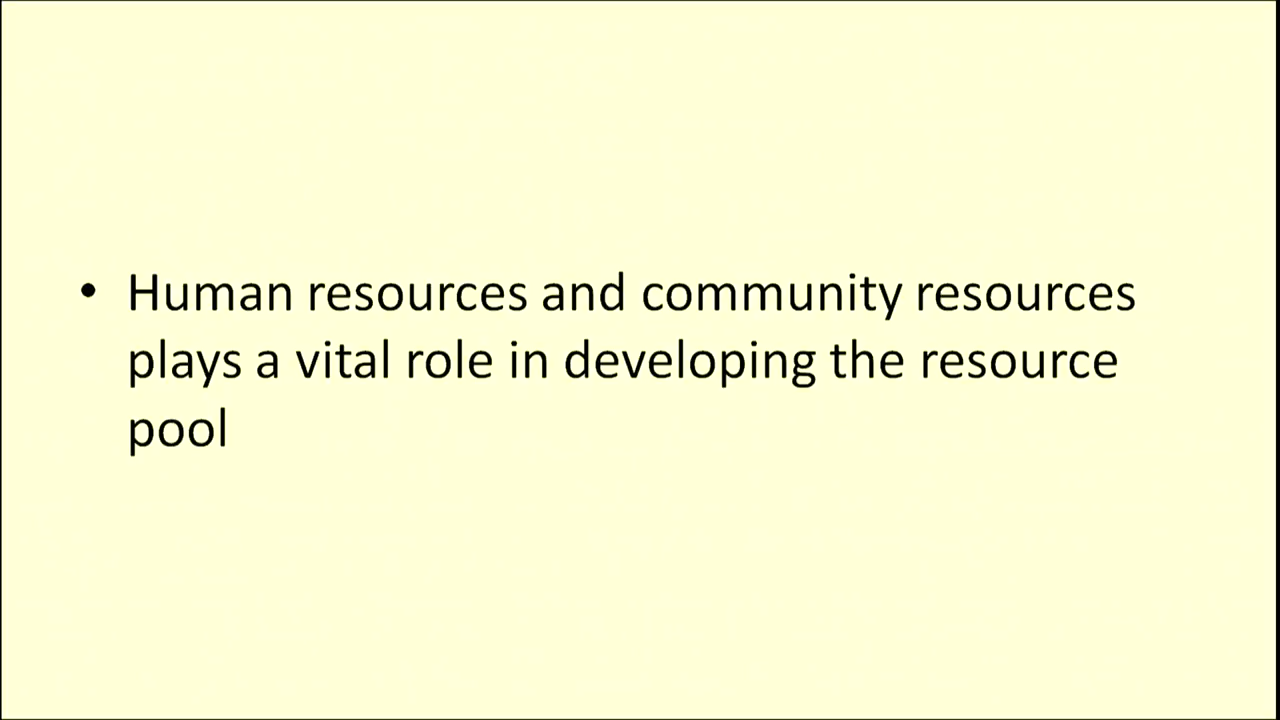 • Human resources and community resources
plays a vital role in developing the resource
pool